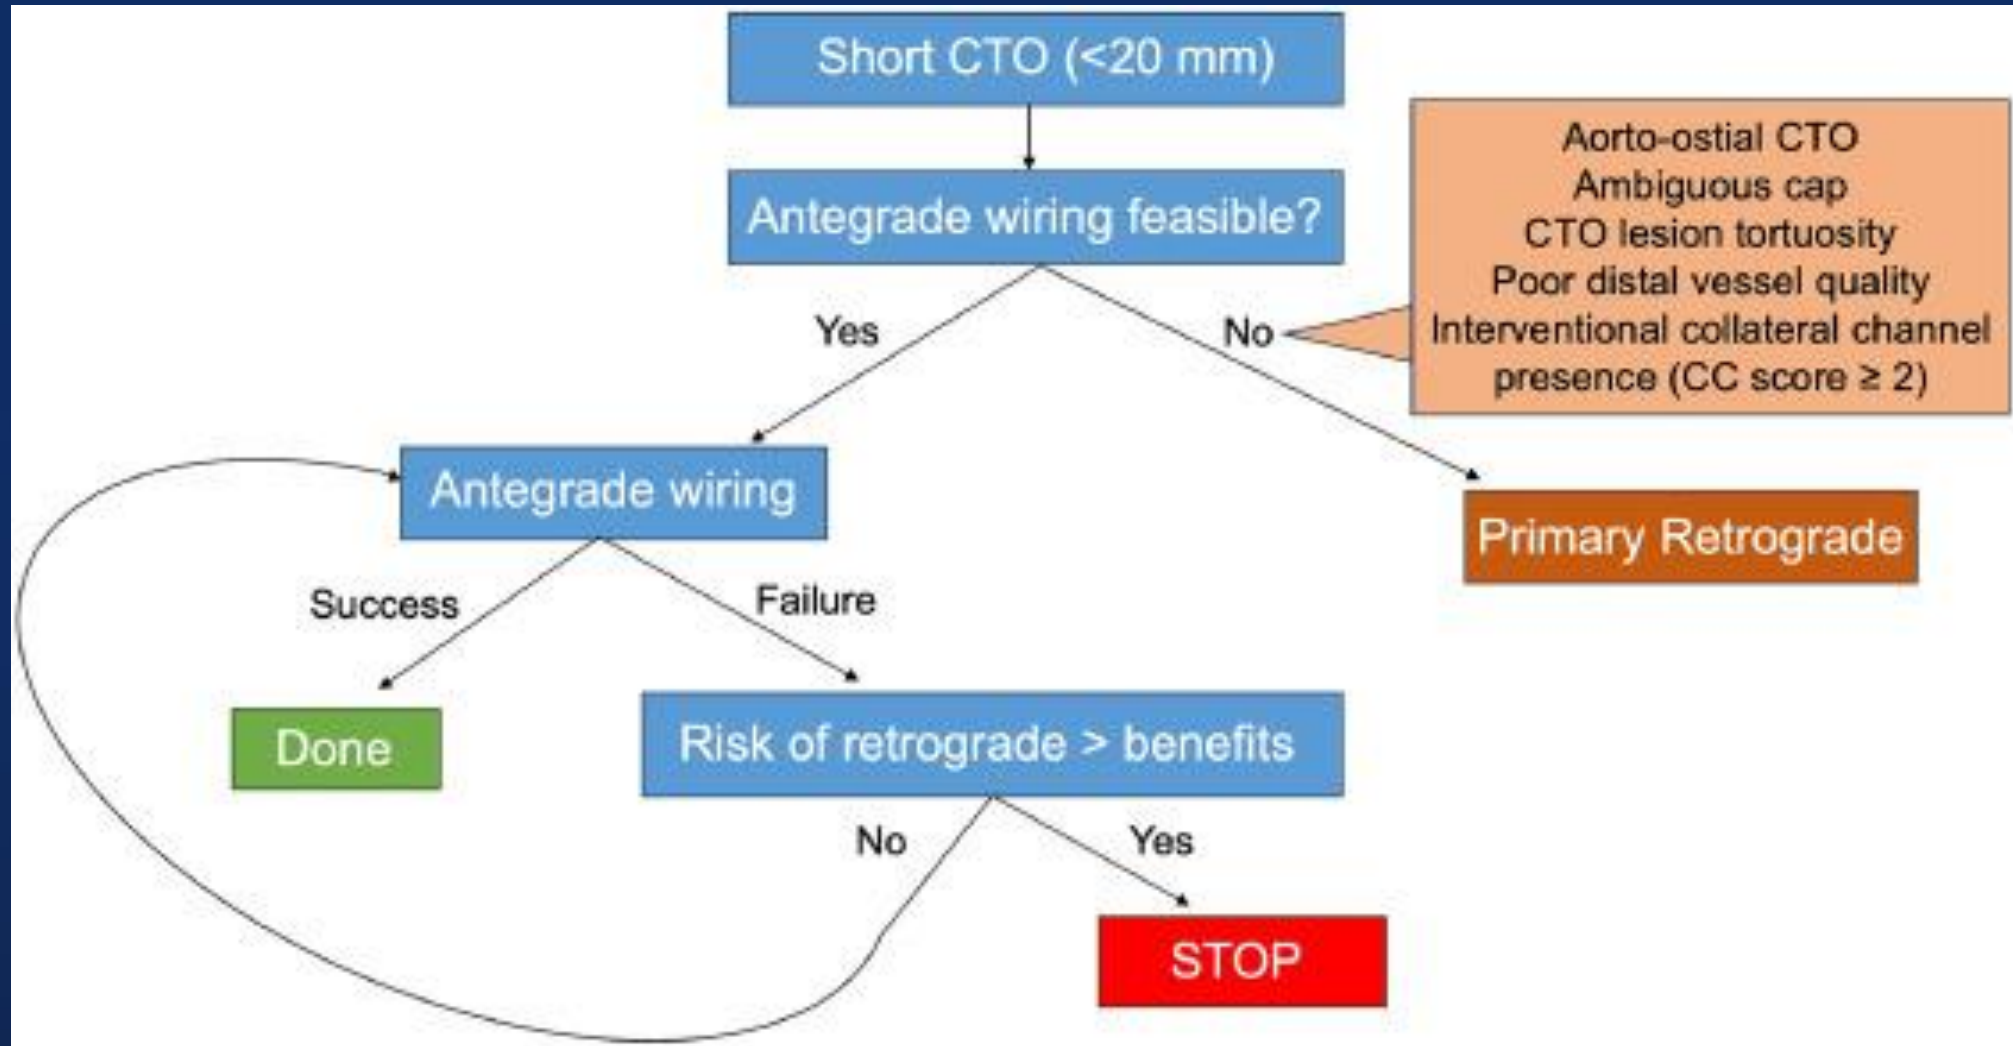 Short CTO (<20 mm)
Antegrade wiring feasible?
Aorto-ostial CTO
Ambiguous cap
CTO lesion tortuosity
Poor distal vessel quality
Interventional collateral channel
presence (CC score ≥ 2)
Yes
No
Antegrade wiring
Primary Retrograde
Success
Failure
Done
Risk of retrograde > benefits
No
Yes
STOP